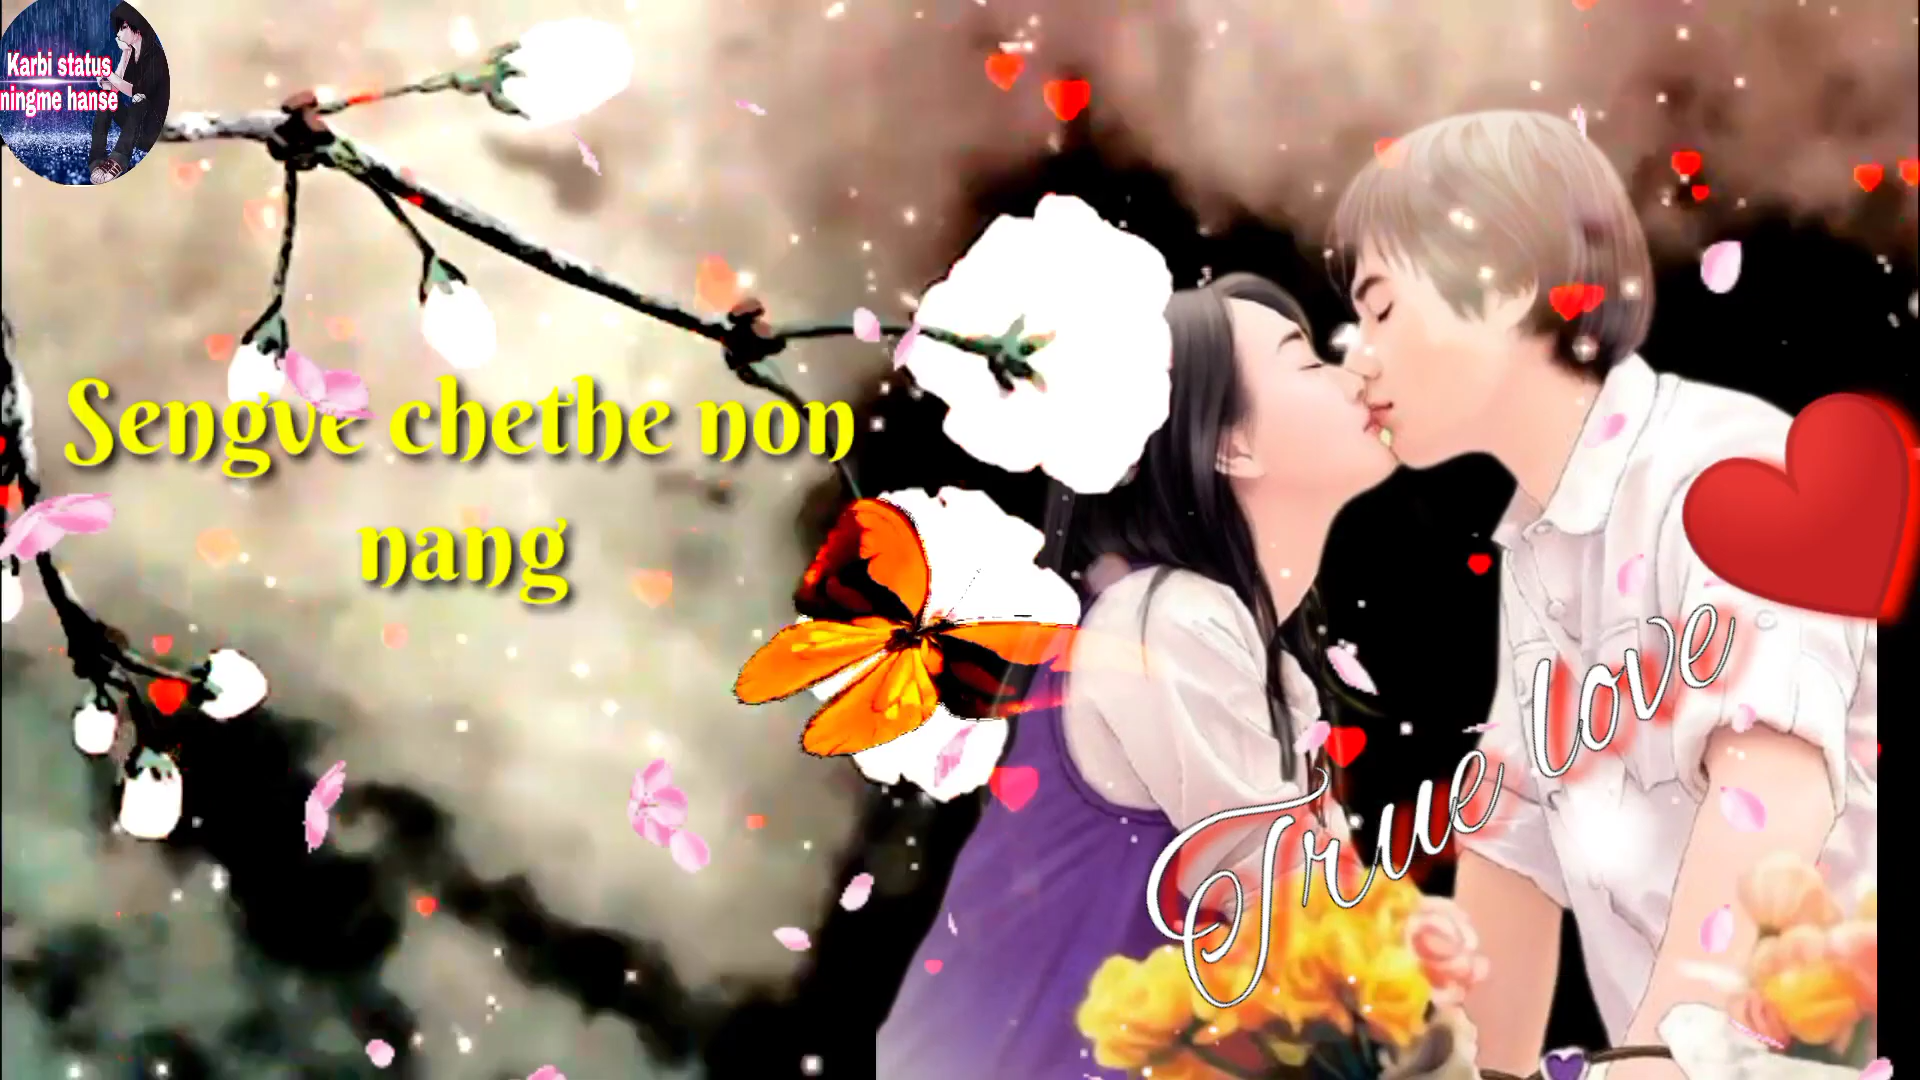 Karbi status
ningme hanse
Sengve chethe non
nang
True love